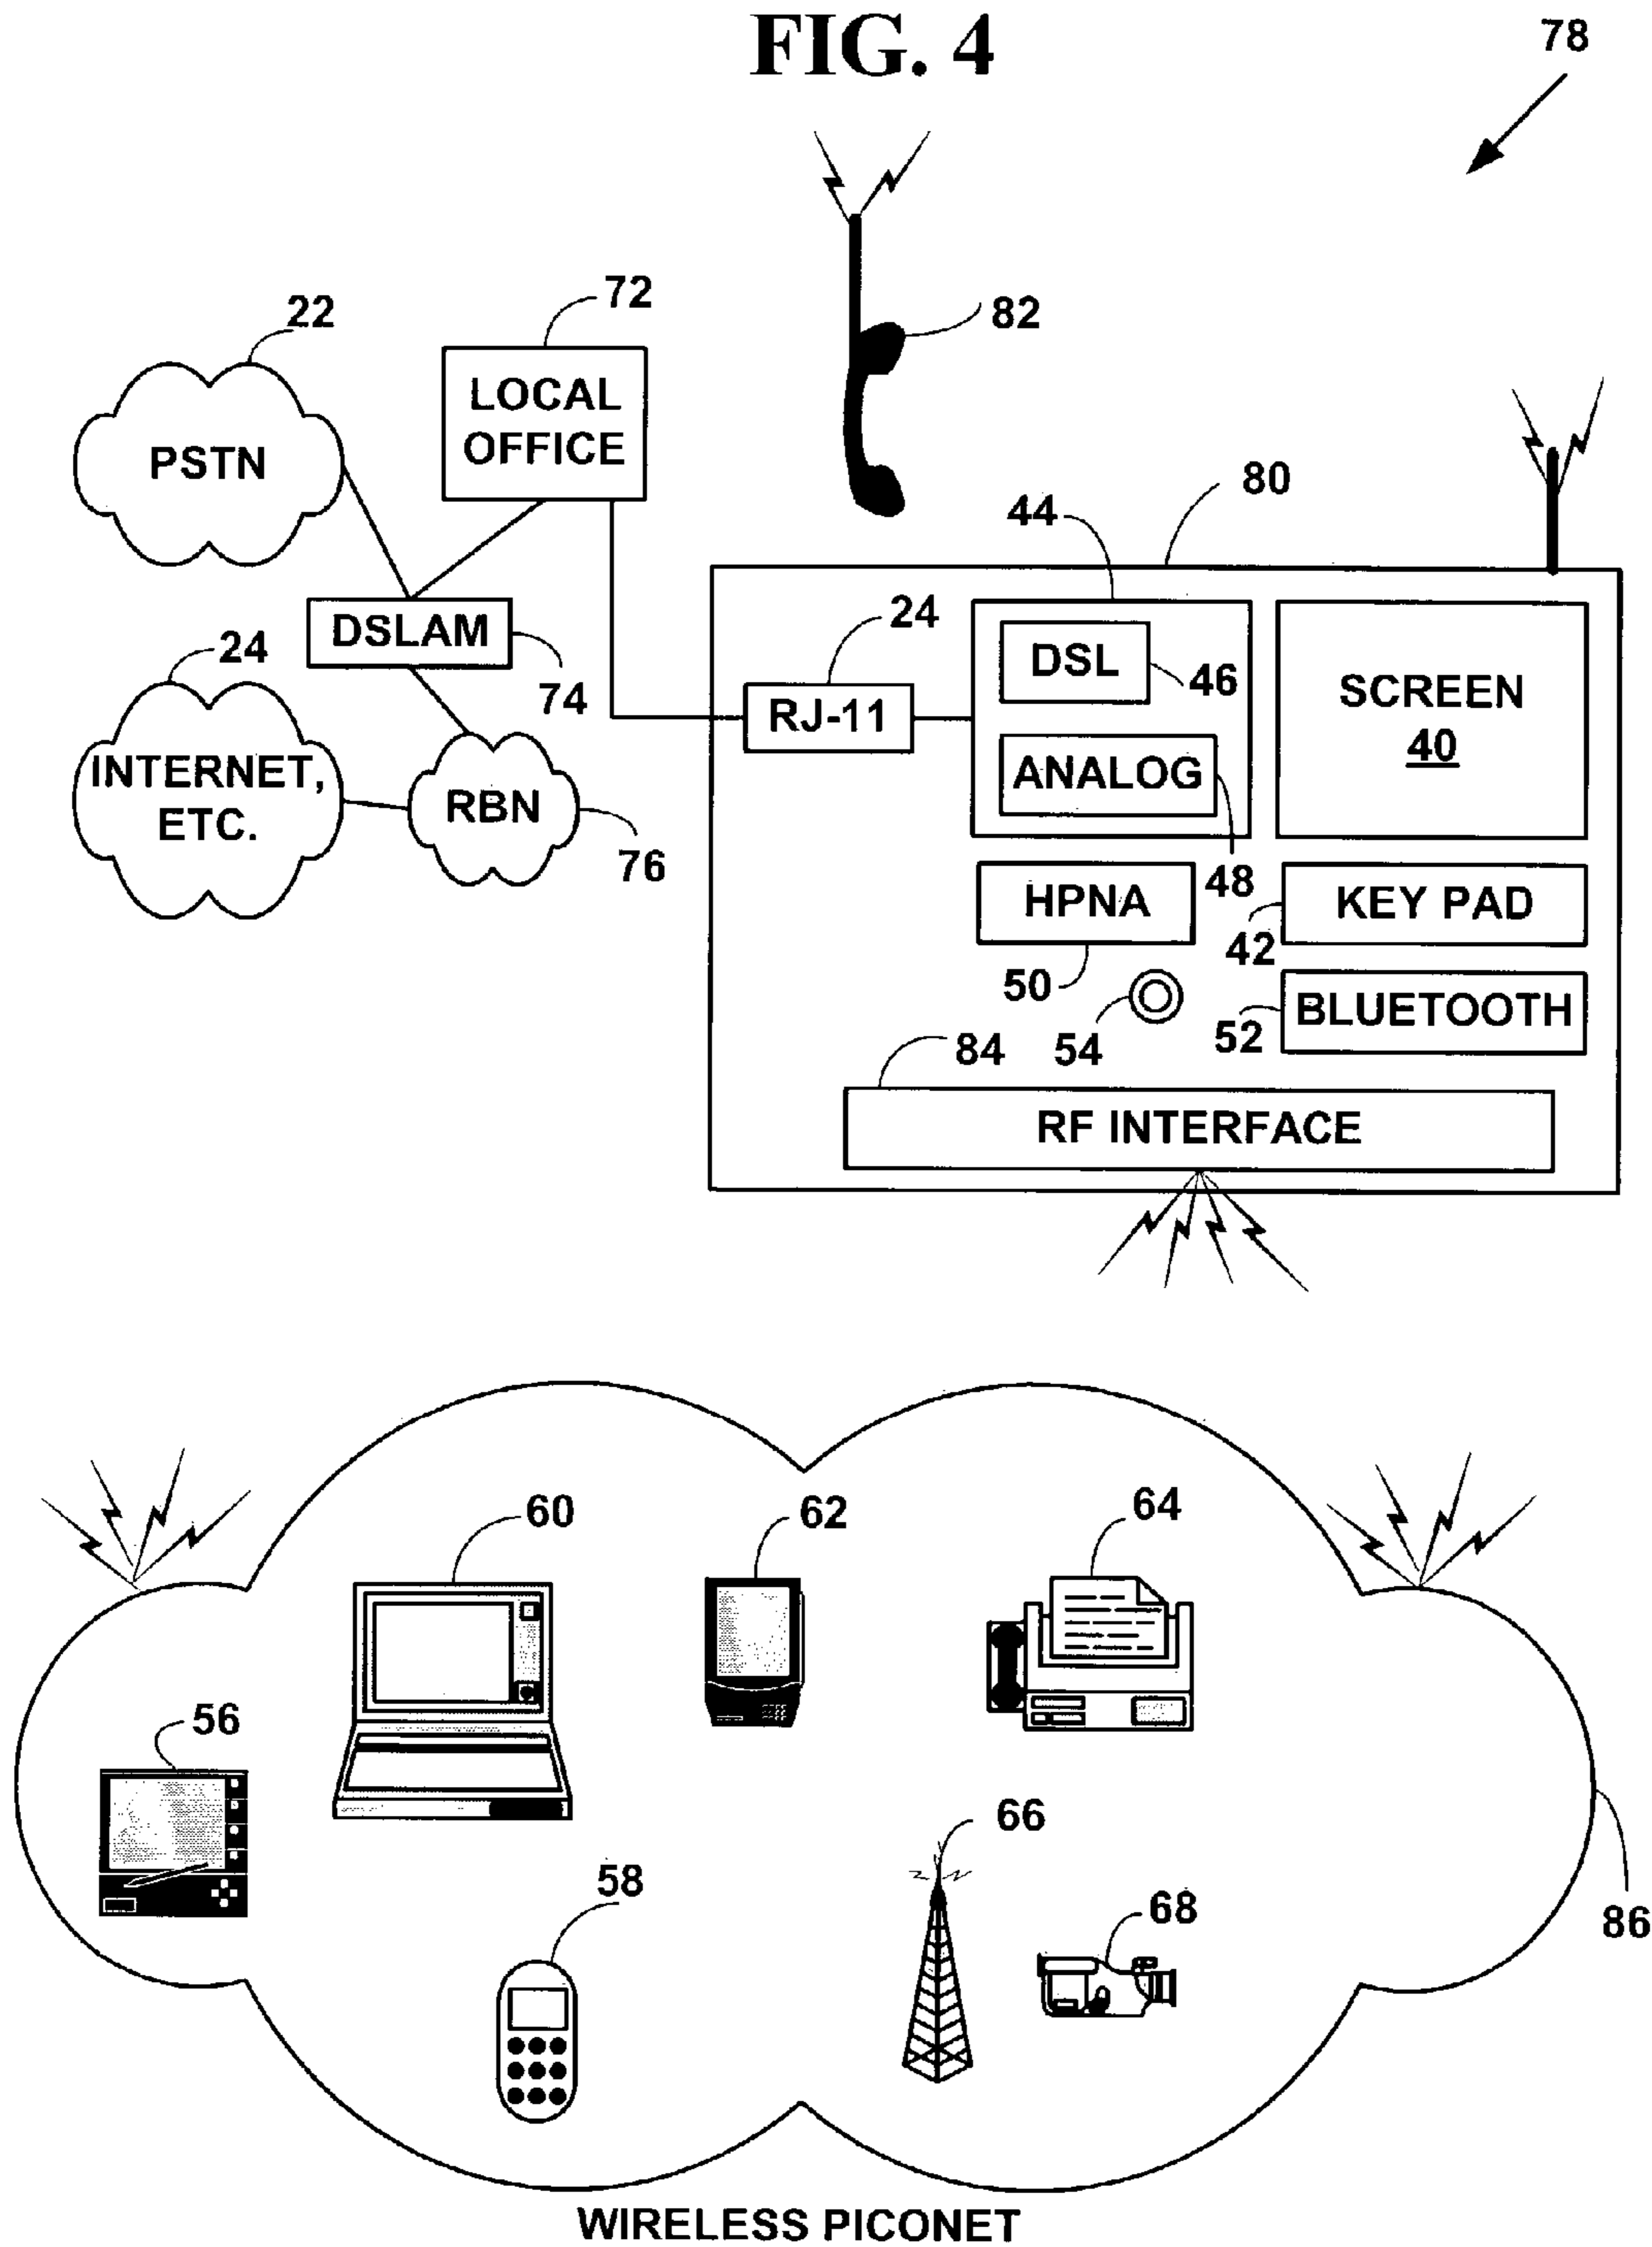 FIG. 4
78
22
72
82
LOCAL
OFFICE
PSTN
80
44
24
24
DSLAM
DSL
46
SCREEN
40
74
RJ-11
INTERNET,
ETC.
RBN
ANALOG
76
48
HPNA
KEY PAD
42
50
BLUETOOTH
52
54
84
RF INTERFACE
60
62
64
56
66
58
68
86
WIRELESS PICONET